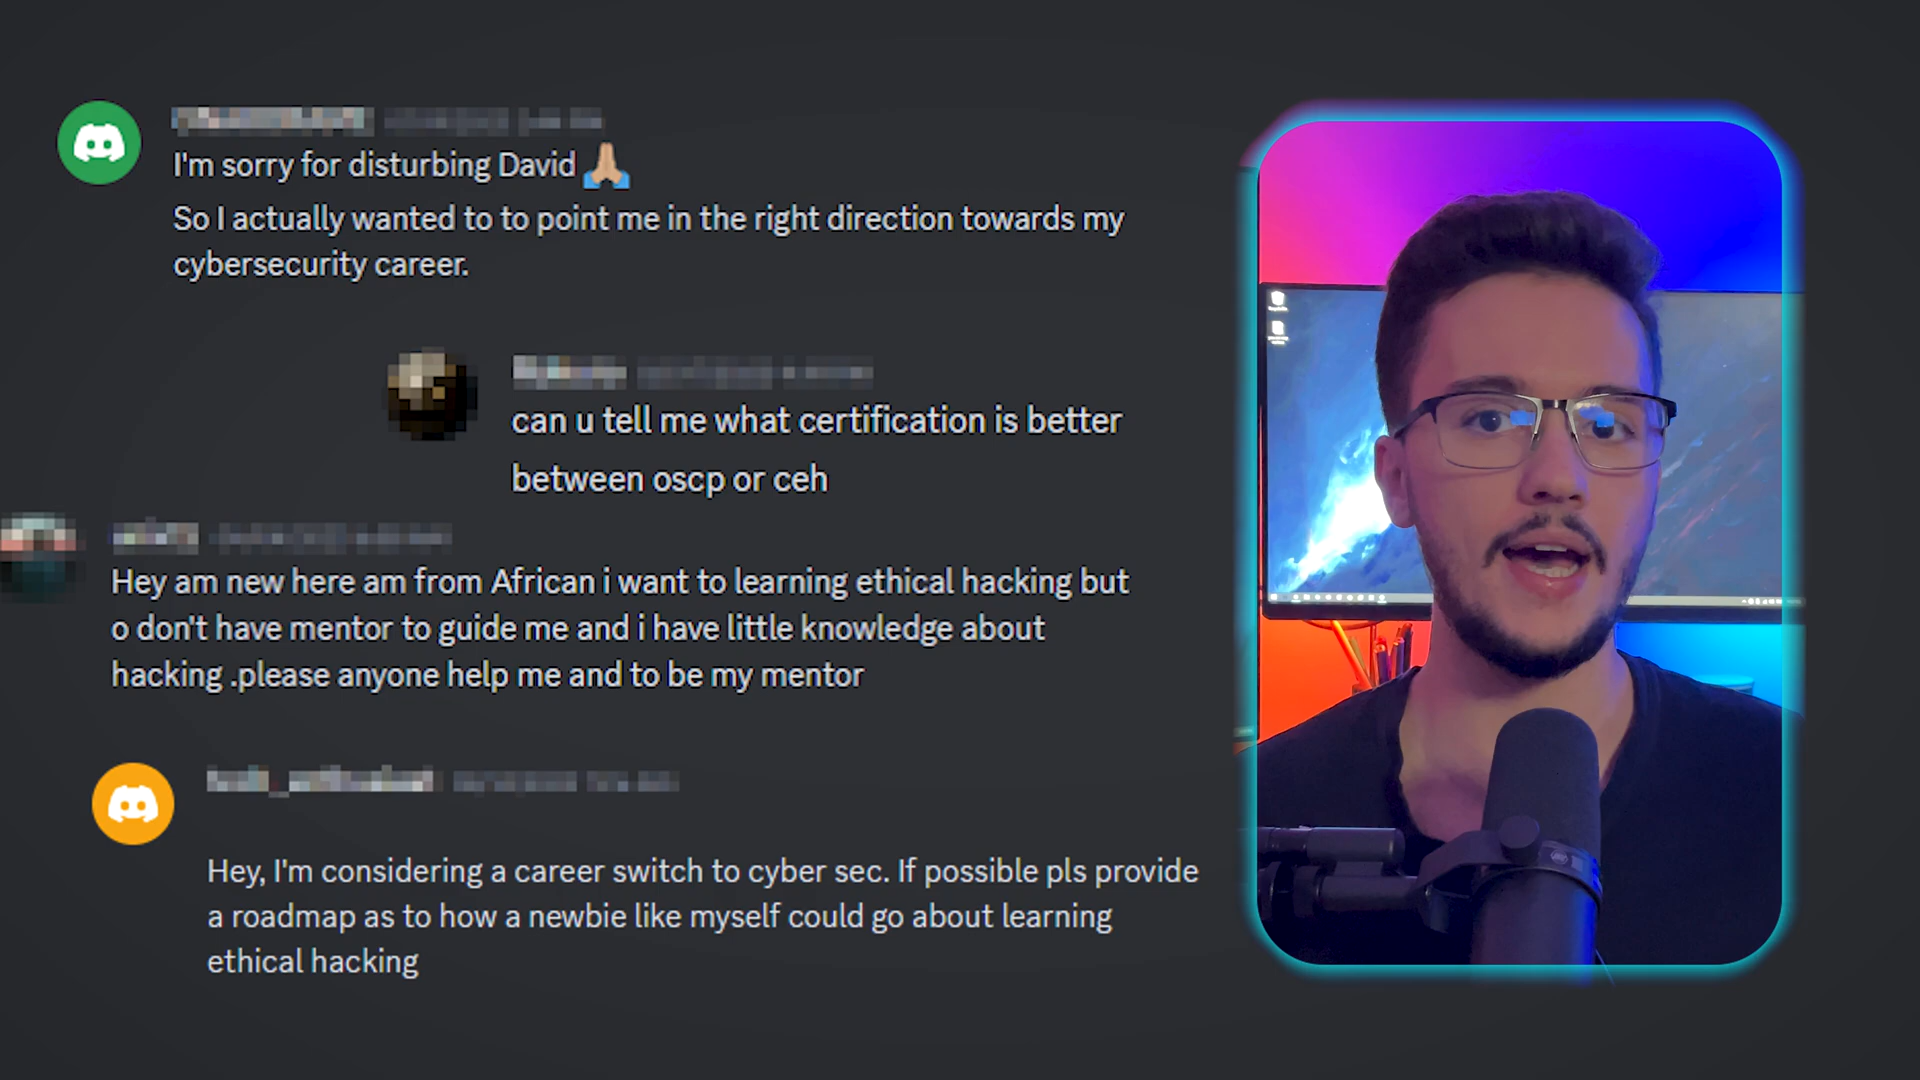 I'm sorry for disturbing David 🙏🏼
So I actually wanted to to point me in the right direction towards my
cybersecurity career.
can u tell me what certification is better
between oscp or ceh
Hey am new here am from African i want to learning ethical hacking but
o don't have mentor to guide me and i have little knowledge about
hacking .please anyone help me and to be my mentor
Hey, I'm considering a career switch to cyber sec. If possible pls provide
a roadmap as to how a newbie like myself could go about learning
ethical hacking